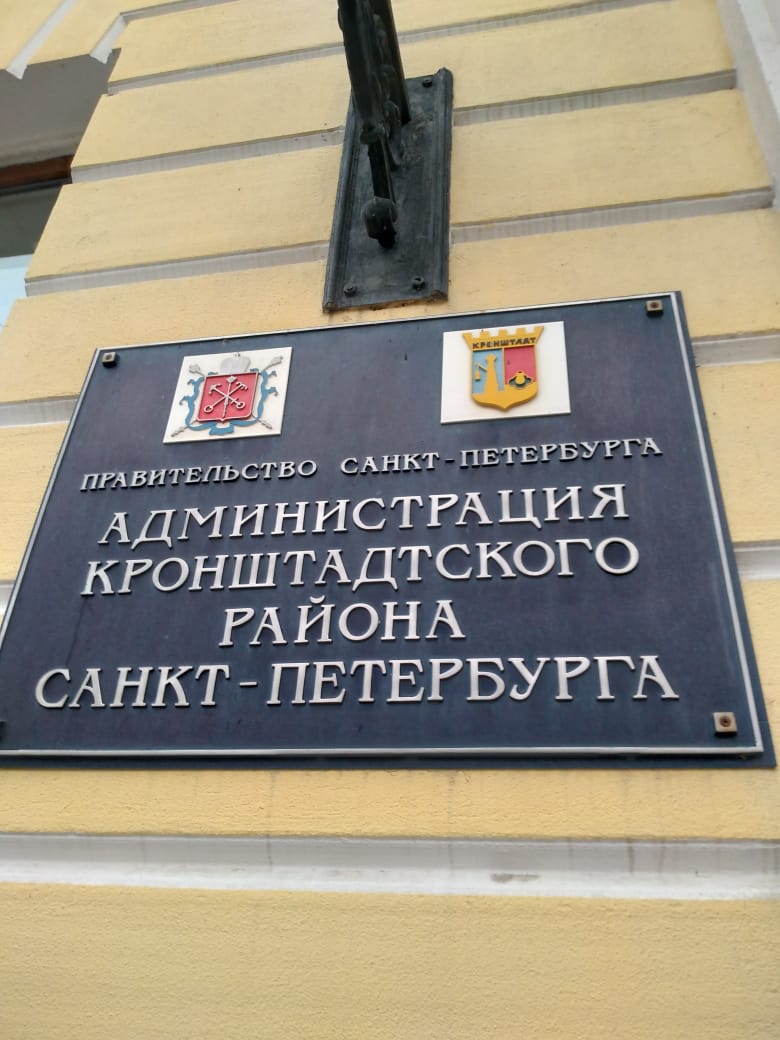 КРОНШТАДТ
ПРАВИТЕЛЬСТВО САНКТ-ПЕТЕРБУРГА
АДМИНИСТРАЦИЯ
КРОНШТАДТСКОГО
РАЙОНА
САНКТ-ПЕТЕРБУРГА